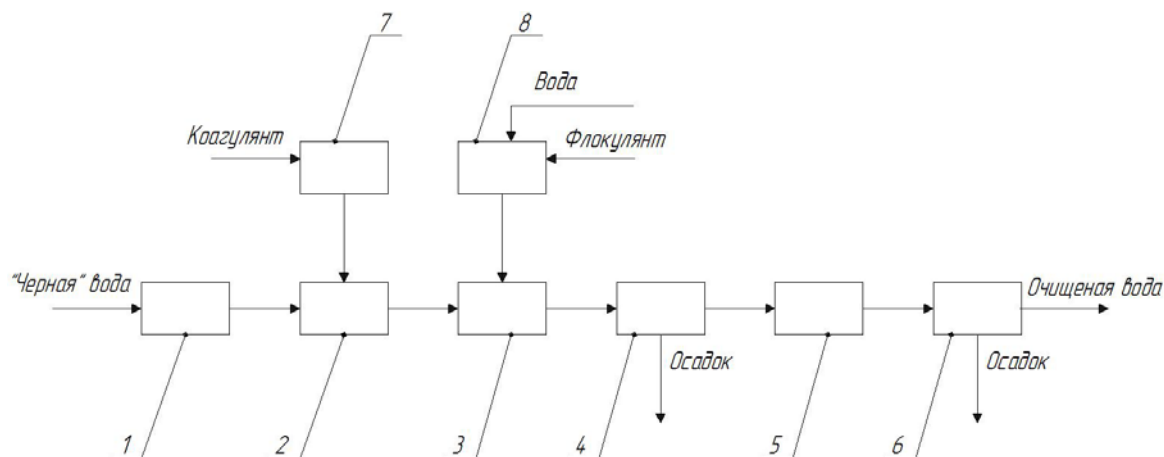 7
8
Вода
Коагулянт
Флокулянт
"Черная" вода
Очищеная вода
Осадок
Осадок
1
2
3
4
5
6